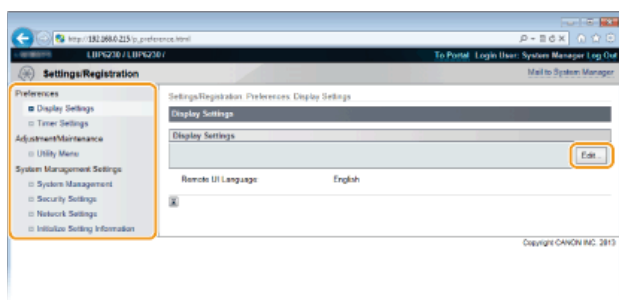 http://192.168.0.215/p_preference.html
LBP6230 / LBP6230 /
To Portal Login User: System Manager Log Out
Settings/Registration
Mail to System Manager
Preferences
Display Settings
Timer Settings
Adjustment/Maintenance
Utility Menu
System Management Settings
System Management
Security Settings
Network Settings
Initialize Setting Information
Settings/Registration: Preferences: Display Settings
Display Settings
Display Settings
Edit...
Remote UI Language: English
Copyright CANON INC. 2013